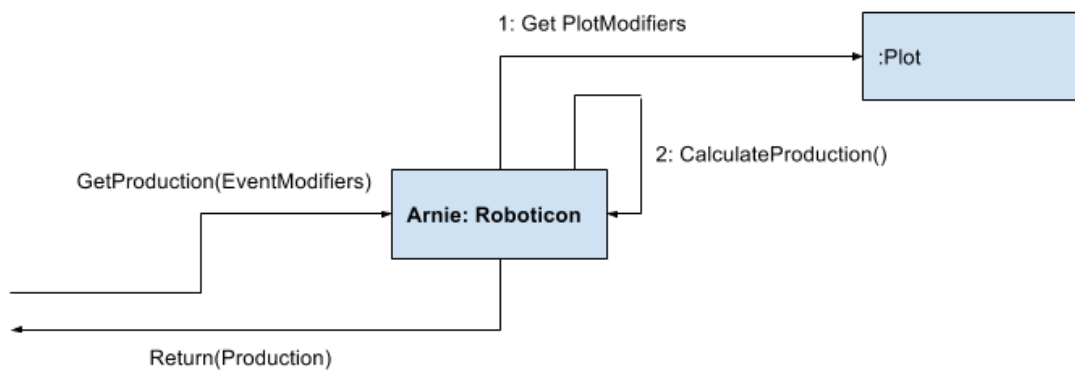 1: Get PlotModifiers
:Plot
2: CalculateProduction()
GetProduction(EventModifiers)
Arnie: Roboticon
Return(Production)